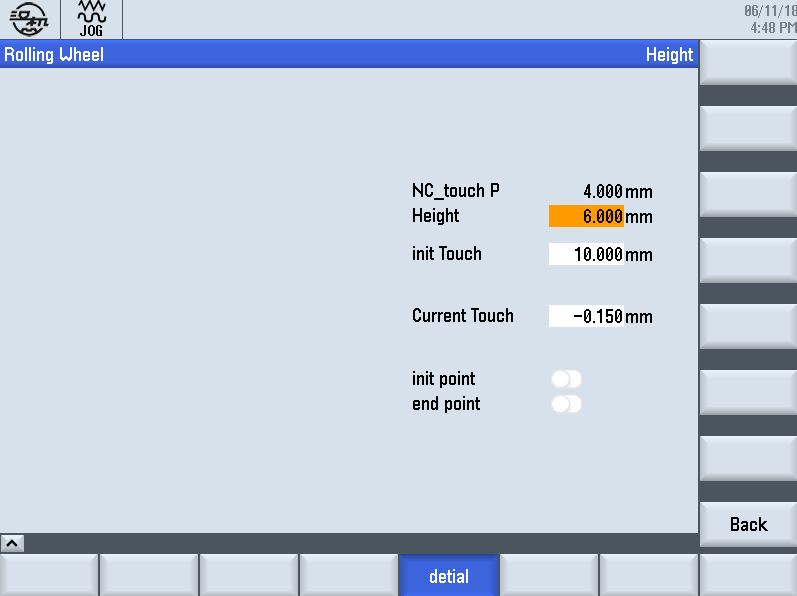 JOG
06/11/18
4:48 PM
Rolling Wheel Height
NC_touch P 4.000 mm
Height 6.000 mm
init Touch 10.000 mm
Current Touch -0.150 mm
init point
end point
Back
detial